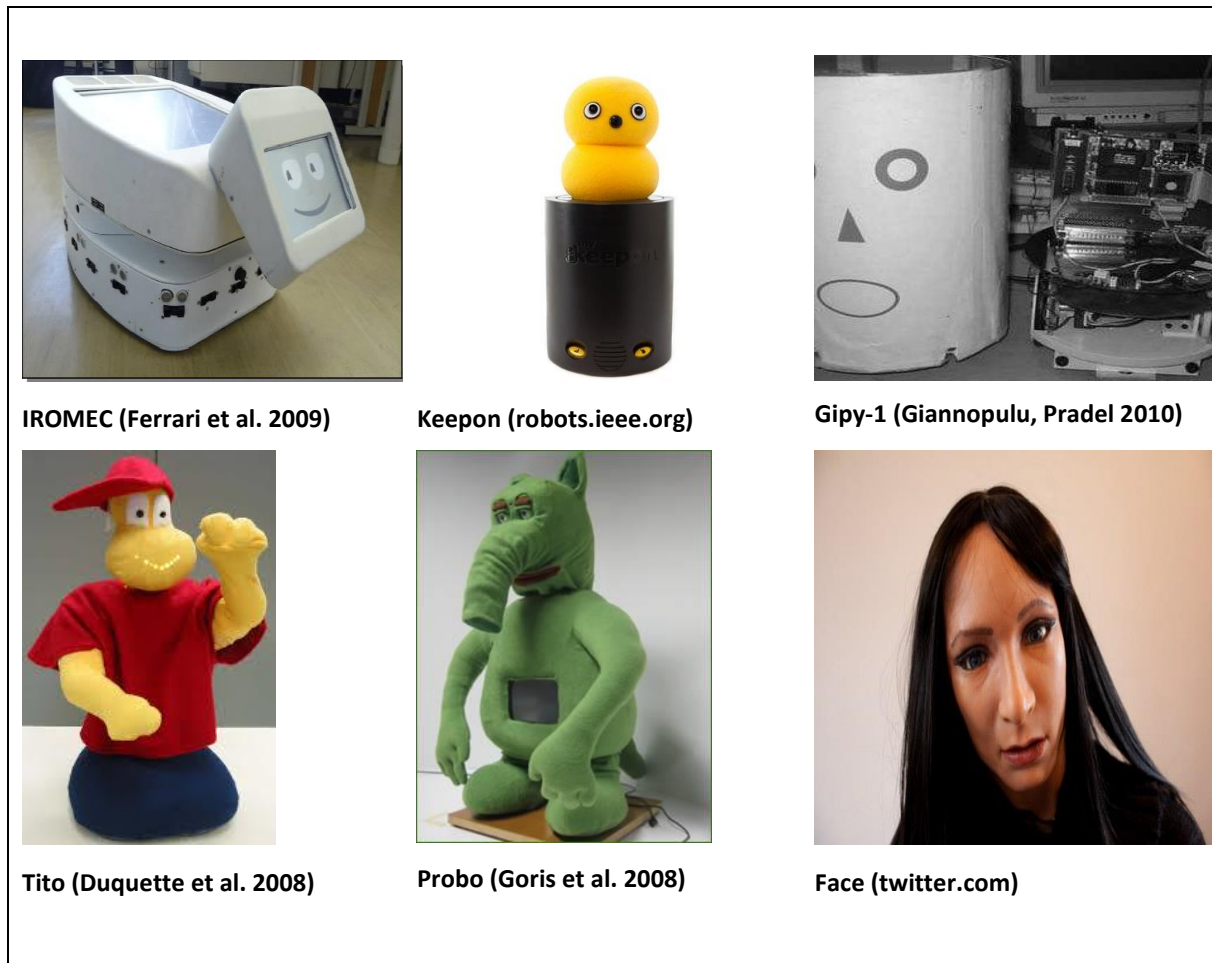 Keepon
IROMEC (Ferrari et al. 2009)
Keepon (robots.ieee.org)
Gipy-1 (Giannopulu, Pradel 2010)
Tito (Duquette et al. 2008)
Probo (Goris et al. 2008)
Face (twitter.com)